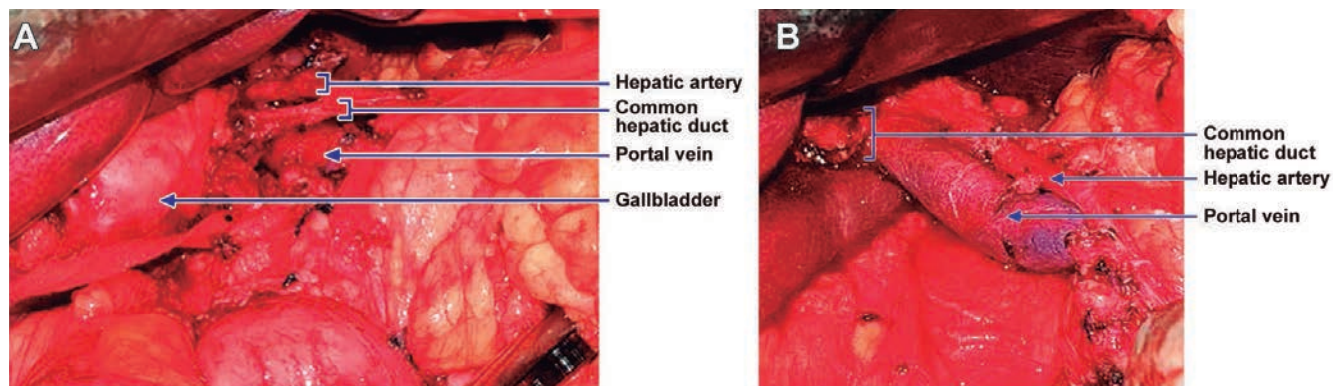 A
Hepatic artery
Common
hepatic duct
Portal vein
Gallbladder
B
Common
hepatic duct
Hepatic artery
Portal vein